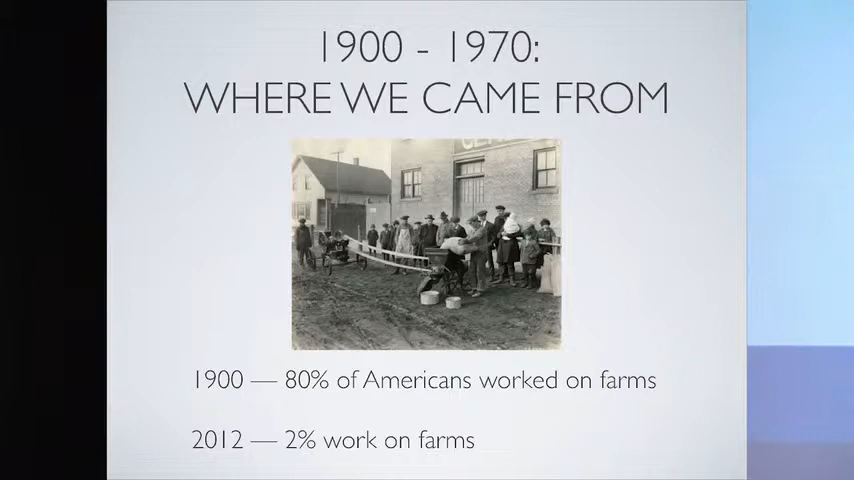 1900 - 1970:
WHERE WE CAME FROM
1900 — 80% of Americans worked on farms
2012 — 2% work on farms